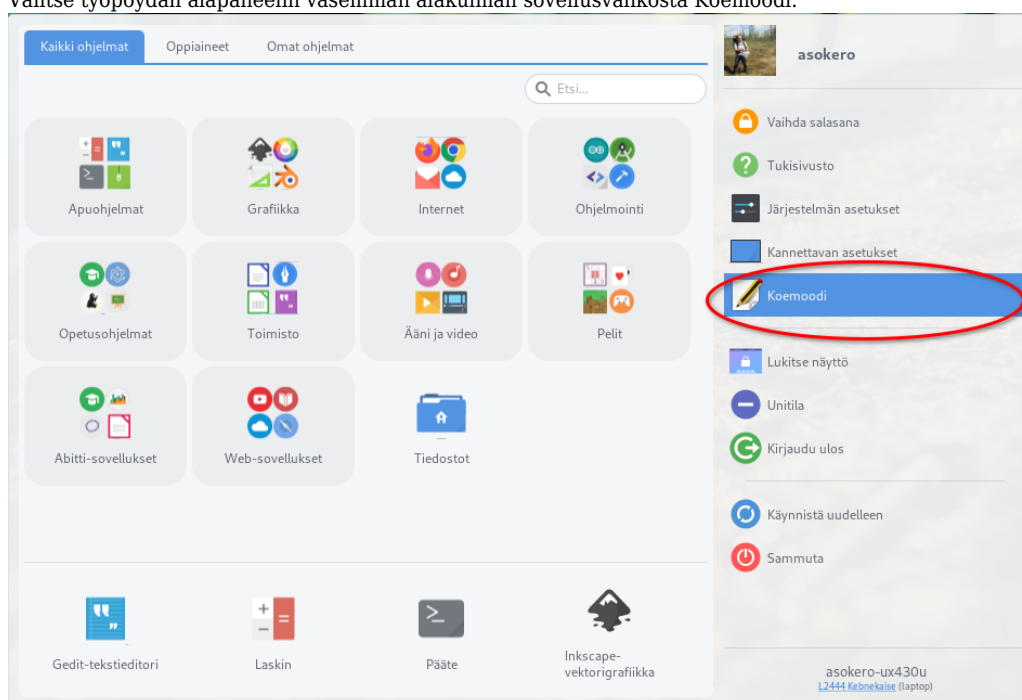 Valitse työpöydän alapaneelin vasemman alakulman sovellusvalikosta Koemoodi.
Kaikki ohjelmat
Oppiaineet
Omat ohjelmat
Etsi...
Apuohjelmat
Grafiikka
Internet
Ohjelmointi
Opetusohjelmat
Toimisto
Ääni ja video
Pelit
Abitti-sovellukset
Web-sovellukset
Tiedostot
Gedit-tekstieditori
Laskin
Pääte
Inkscape-
vektorigrafiikka
asokero
Vaihda salasana
Tukisivusto
Järjestelmän asetukset
Kannettavan asetukset
Koemoodi
Lukitse näyttö
Unitila
Kirjaudu ulos
Käynnistä uudelleen
Sammuta
asokero-ux430u
L2444 Kebnekaise (laptop)